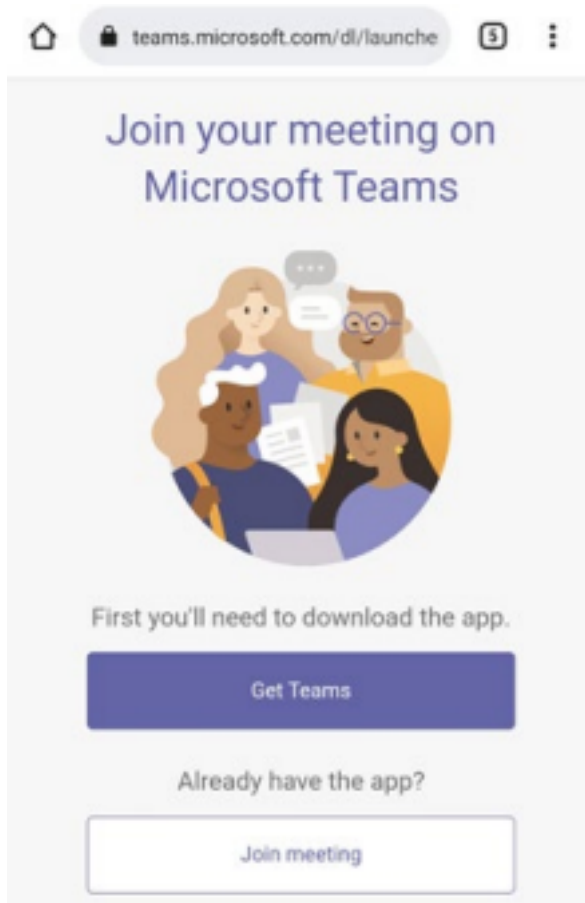 teams.microsoft.com/dl/launche
5
Join your meeting on
Microsoft Teams
First you'll need to download the app.
Get Teams
Already have the app?
Join meeting